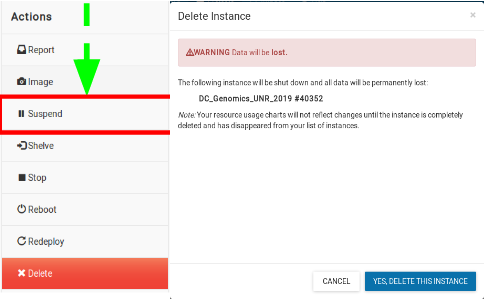 Actions
Report
Image
Suspend
Shelve
Stop
Reboot
Redeploy
Delete
Delete Instance
×
WARNING Data will be lost.
The following instance will be shut down and all data will be permanently lost:
DC_Genomics_UNR_2019 #40352
Note: Your resource usage charts will not reflect changes until the instance is completely
deleted and has disappeared from your list of instances.
CANCEL
YES, DELETE THIS INSTANCE